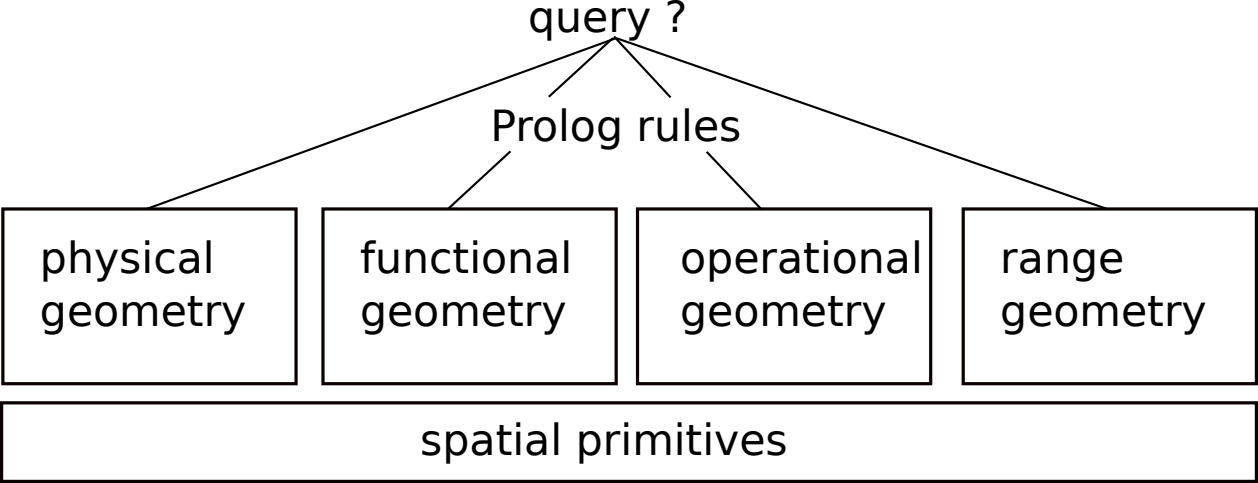 query ?
Prolog rules
physical
geometry
functional
geometry
operational
geometry
range
geometry
spatial primitives